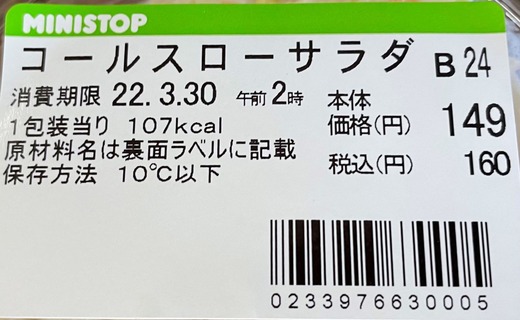 MINISTOP
コールスローサラダ B 24
消費期限 22.3.30 午前2時
1包装当り 107kcal
原材料名は裏面ラベルに記載
保存方法 10℃以下
本体
価格(円) 149
税込(円) 160
0233976630005